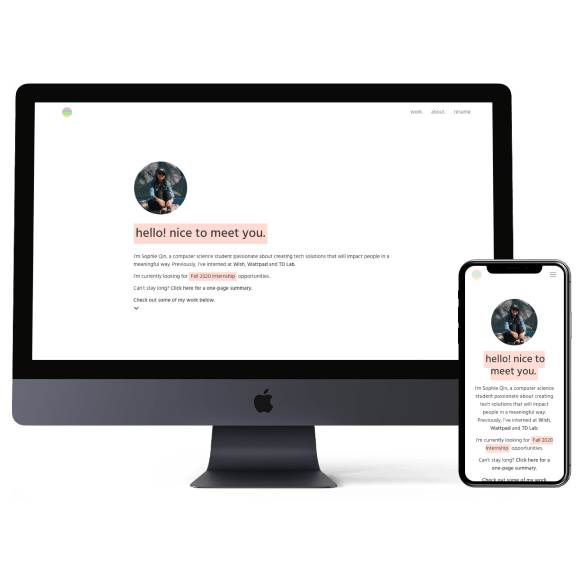 work. about. resume.
hello! nice to meet you.
I'm Sophie Qin, a computer science student passionate about creating tech solutions that will impact people in a
meaningful way. Previously, I've interned at Wish, Wattpad and TD Lab.
I'm currently looking for Fall 2020 Internship opportunities.
Can't stay long? Click here for a one-page summary.
Check out some of my work below.
hello! nice to
meet you.
I'm Sophie Qin, a computer science
student passionate about creating
tech solutions that will impact
people in a meaningful way.
Previously, I've interned at Wish,
Wattpad and TD Lab.
I'm currently looking for Fall 2020
Internship opportunities.
Can't stay long? Click here for a
one-page summary.
Check out some of my work